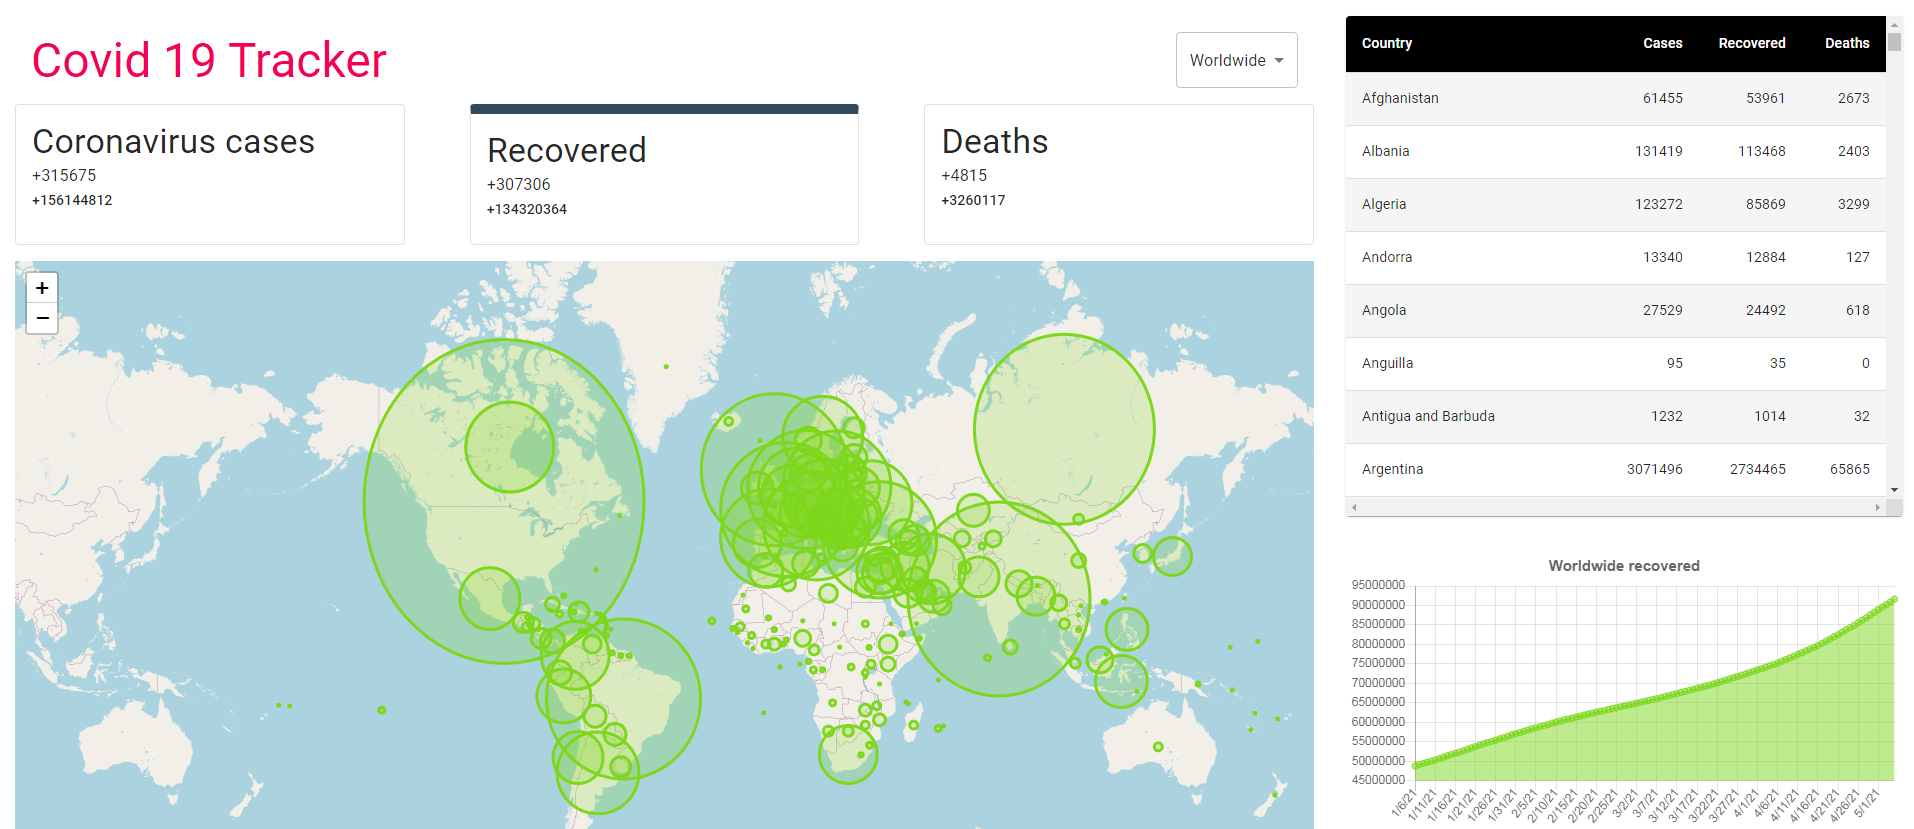 Covid 19 Tracker
Worldwide
Coronavirus cases
+315675
+156144812
Recovered
+307306
+134320364
Deaths
+4815
+3260117
+
−
Country Cases Recovered Deaths
Afghanistan 61455 53961 2673
Albania 131419 113468 2403
Algeria 123272 85869 3299
Andorra 13340 12884 127
Angola 27529 24492 618
Anguilla 95 35 0
Antigua and Barbuda 1232 1014 32
Argentina 3071496 2734465 65865
Worldwide recovered
95000000
90000000
85000000
80000000
75000000
70000000
65000000
60000000
55000000
50000000
45000000
1/6/21 1/11/21 1/16/21 1/21/21 1/26/21 1/31/21 2/5/21 2/10/21 2/15/21 2/20/21 2/25/21 3/2/21 3/7/21 3/12/21 3/17/21 3/22/21 3/27/21 4/1/21 4/6/21 4/11/21 4/16/21 4/21/21 4/26/21 5/1/21